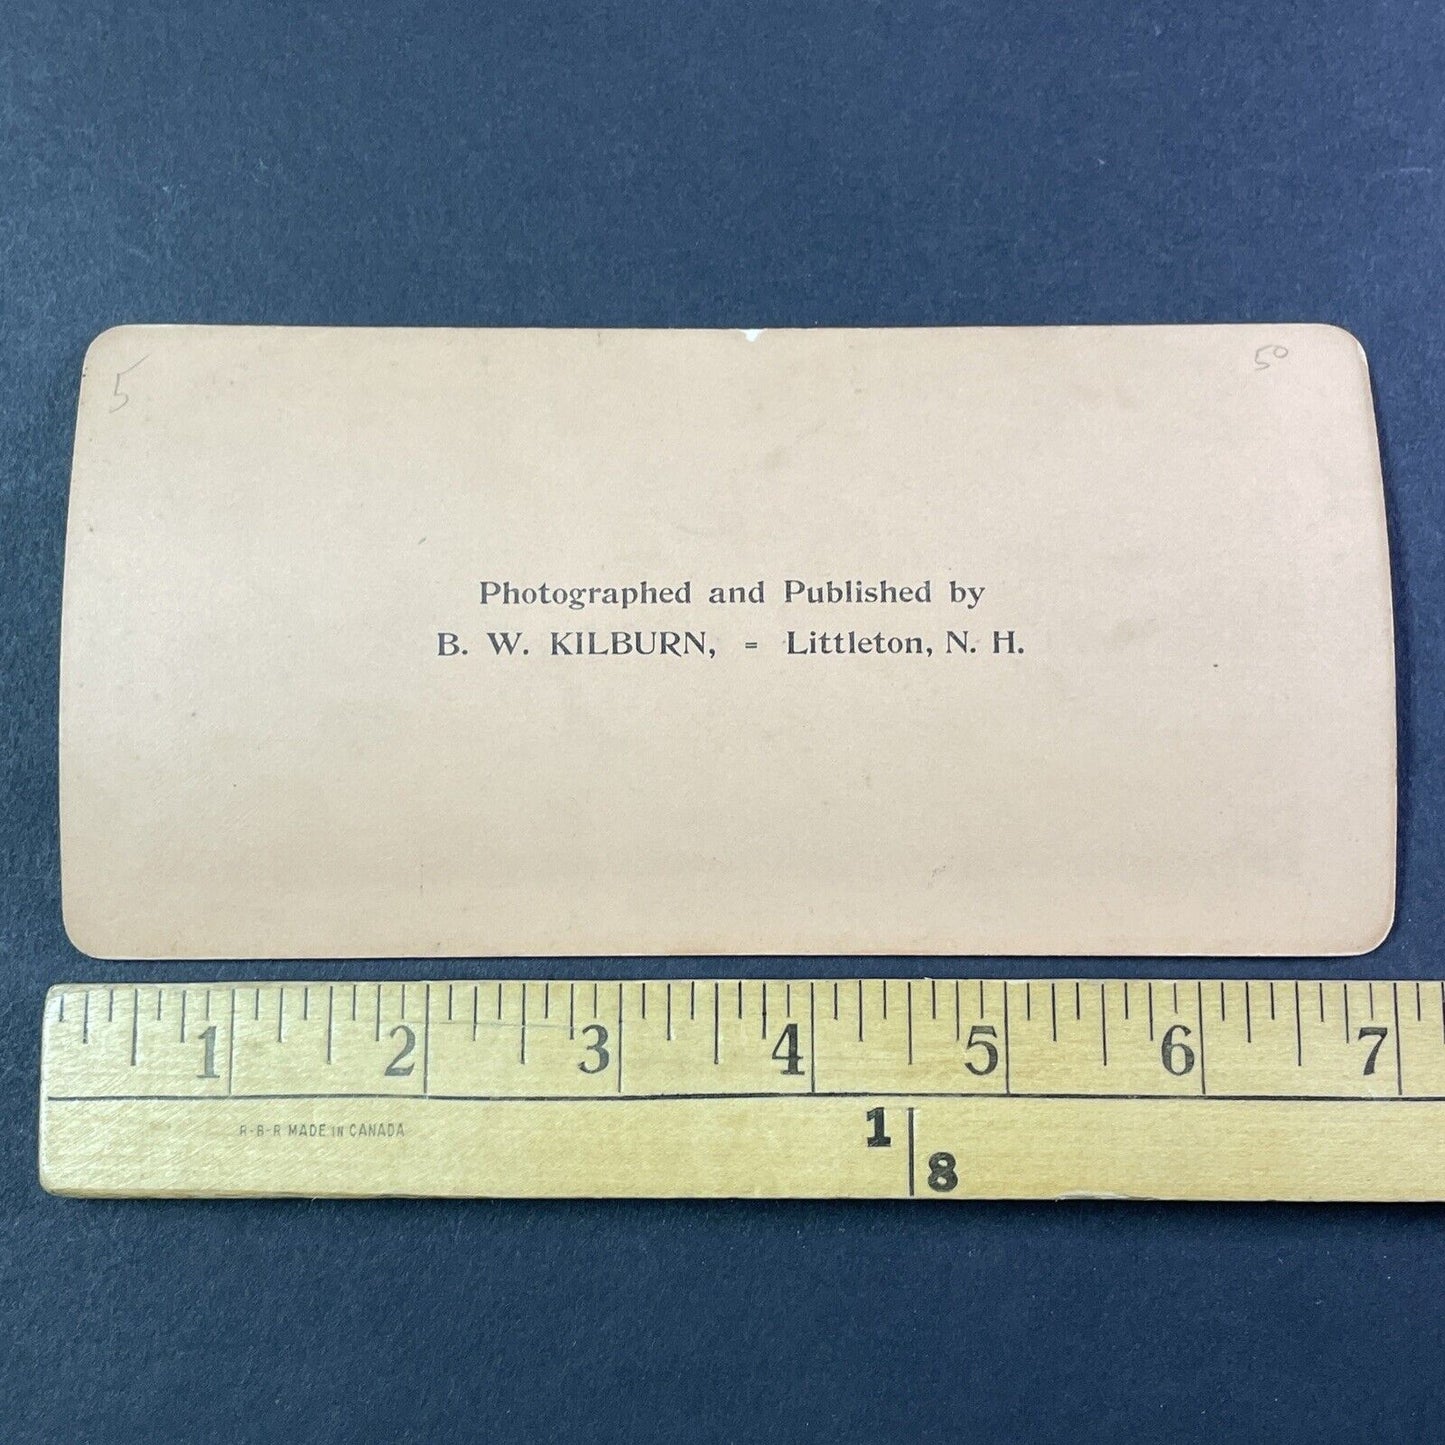 5
50
Photographed and Published by
B. W. KILBURN, = Littleton, N. H.
1 2 3 4 5 6 7
R-B-R MADE IN CANADA
1
8